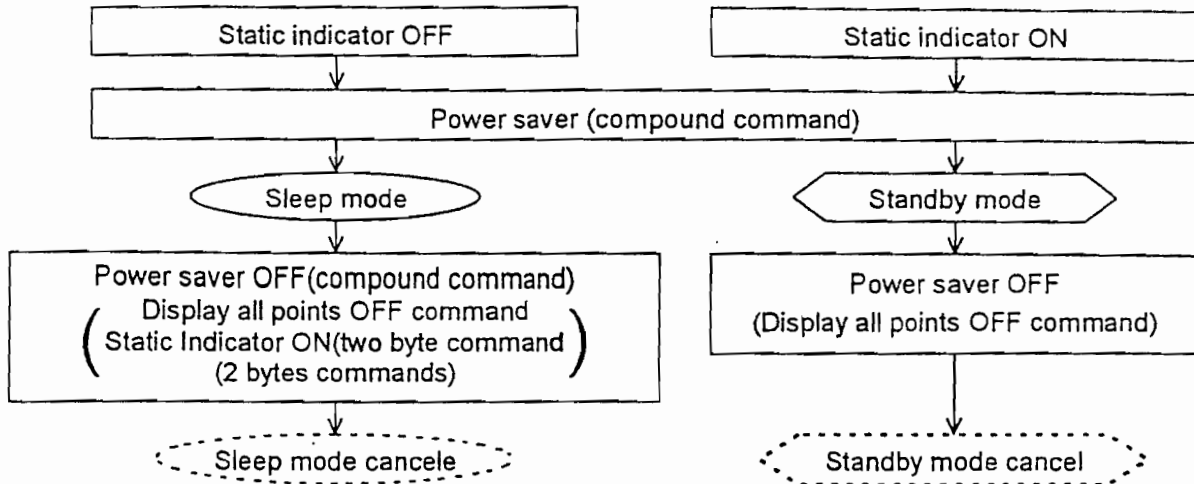 Static indicator OFF
Static indicator ON
Power saver (compound command)
Sleep mode
Standby mode
Power saver OFF(compound command)
Display all points OFF command
Static Indicator ON(two byte command
(2 bytes commands)
Power saver OFF
(Display all points OFF command)
Sleep mode cancele
Standby mode cancel